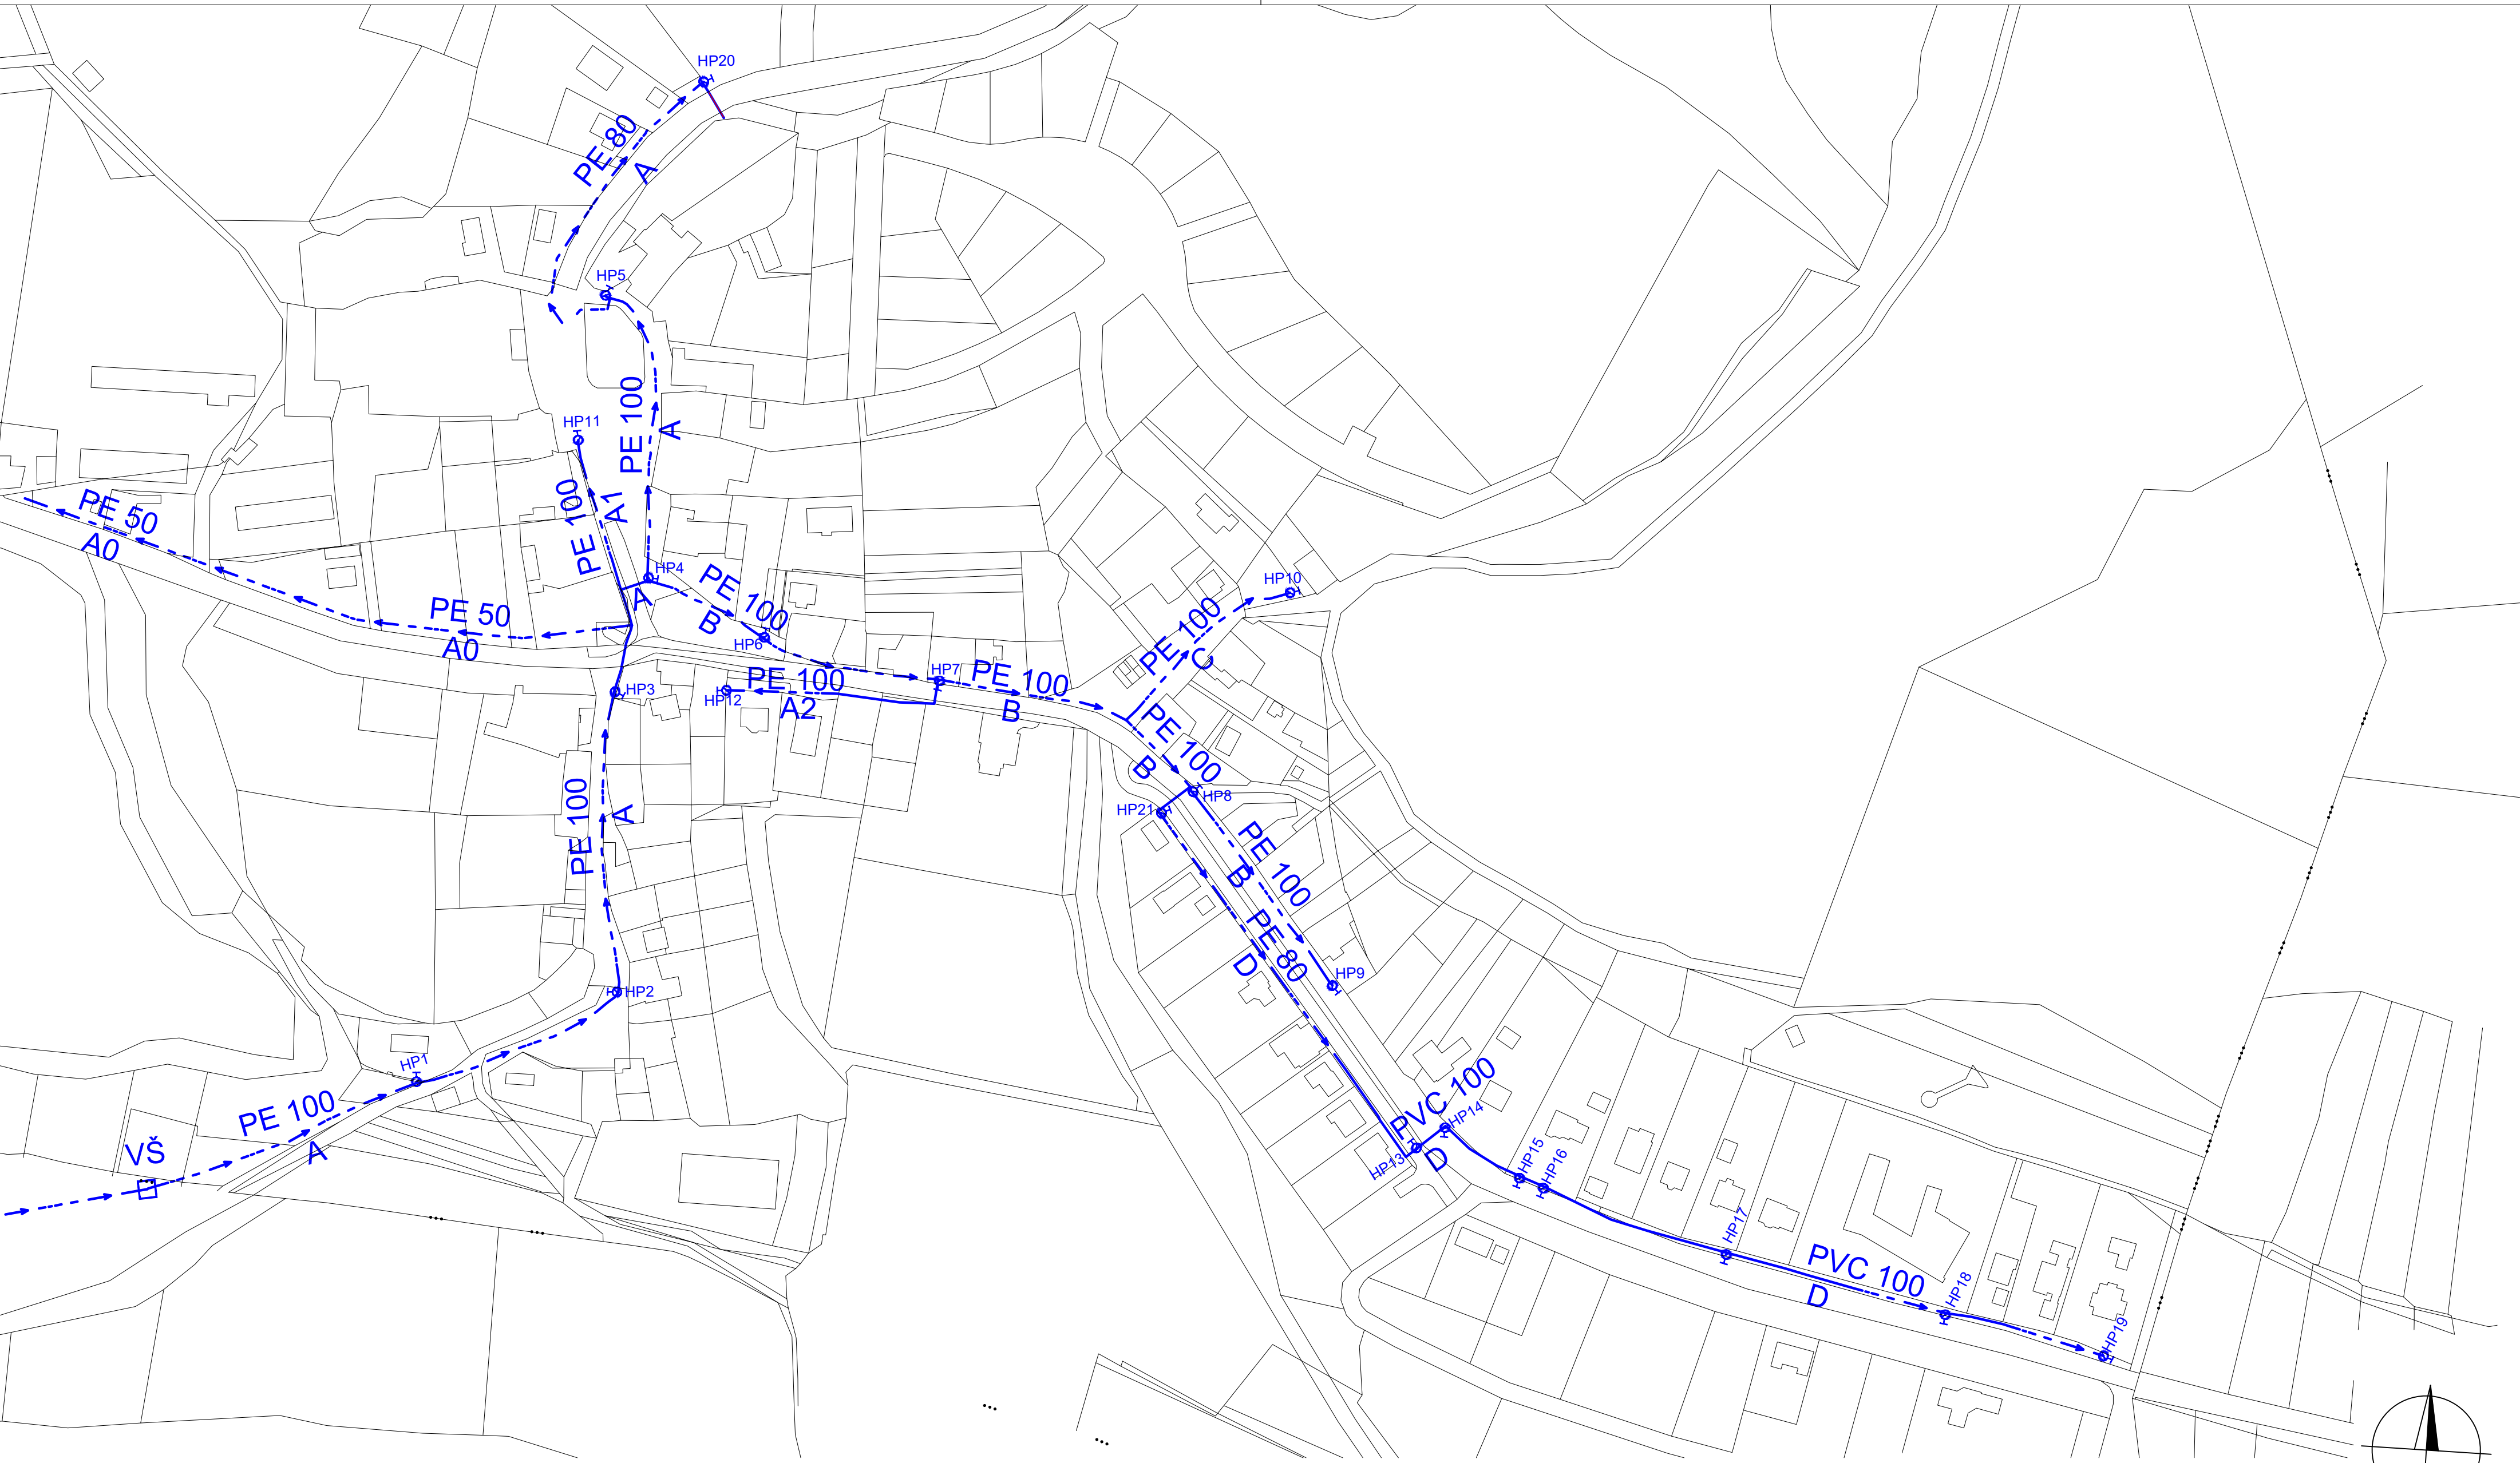 HP20
PE 80
A
HP5
PE 100
A
HP11
PE 100
A1
PE 50
A0
HP4
A
PE 100
B
PE 50
A0
HP6
HP3
HP12
PE 100
A2
HP7
PE 100
B
HP10
PE 100
C
PE 100
B
HP8
HP21
PE 100
A
PE 100
B
PE 80
D
HP9
HP2
HP1
PE 100
A
VŠ
PVC 100
D
HP14
HP13
HP15
HP16
HP17
PVC 100
D
HP18
HP19